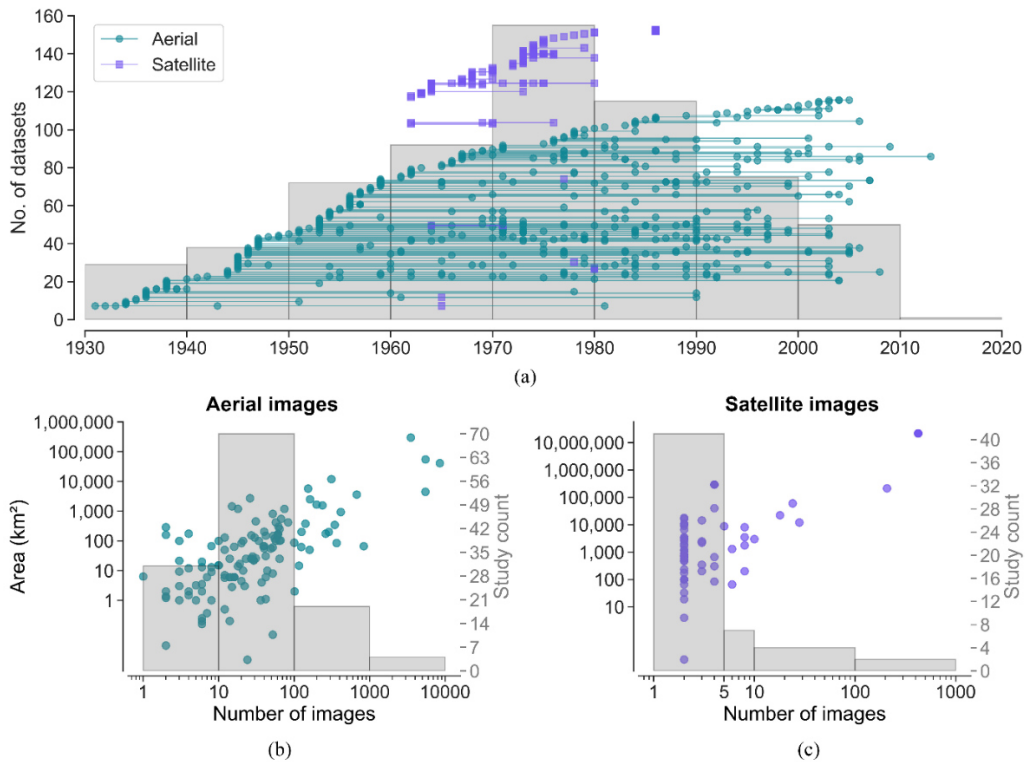 160
140
120
100
80
60
40
20
0
No. of datasets
Aerial
Satellite
1930 1940 1950 1960 1970 1980 1990 2000 2010 2020
(a)
Aerial images
1,000,000
100,000
10,000
1,000
100
10
1
Area (km²)
70
63
56
49
42
35
28
21
14
7
0
Study count
1 10 100 1000 10000
Number of images
(b)
Satellite images
10,000,000
1,000,000
100,000
10,000
1,000
100
10
40
36
32
28
24
20
16
12
8
4
0
Study count
1 5 10 100 1000
Number of images
(c)